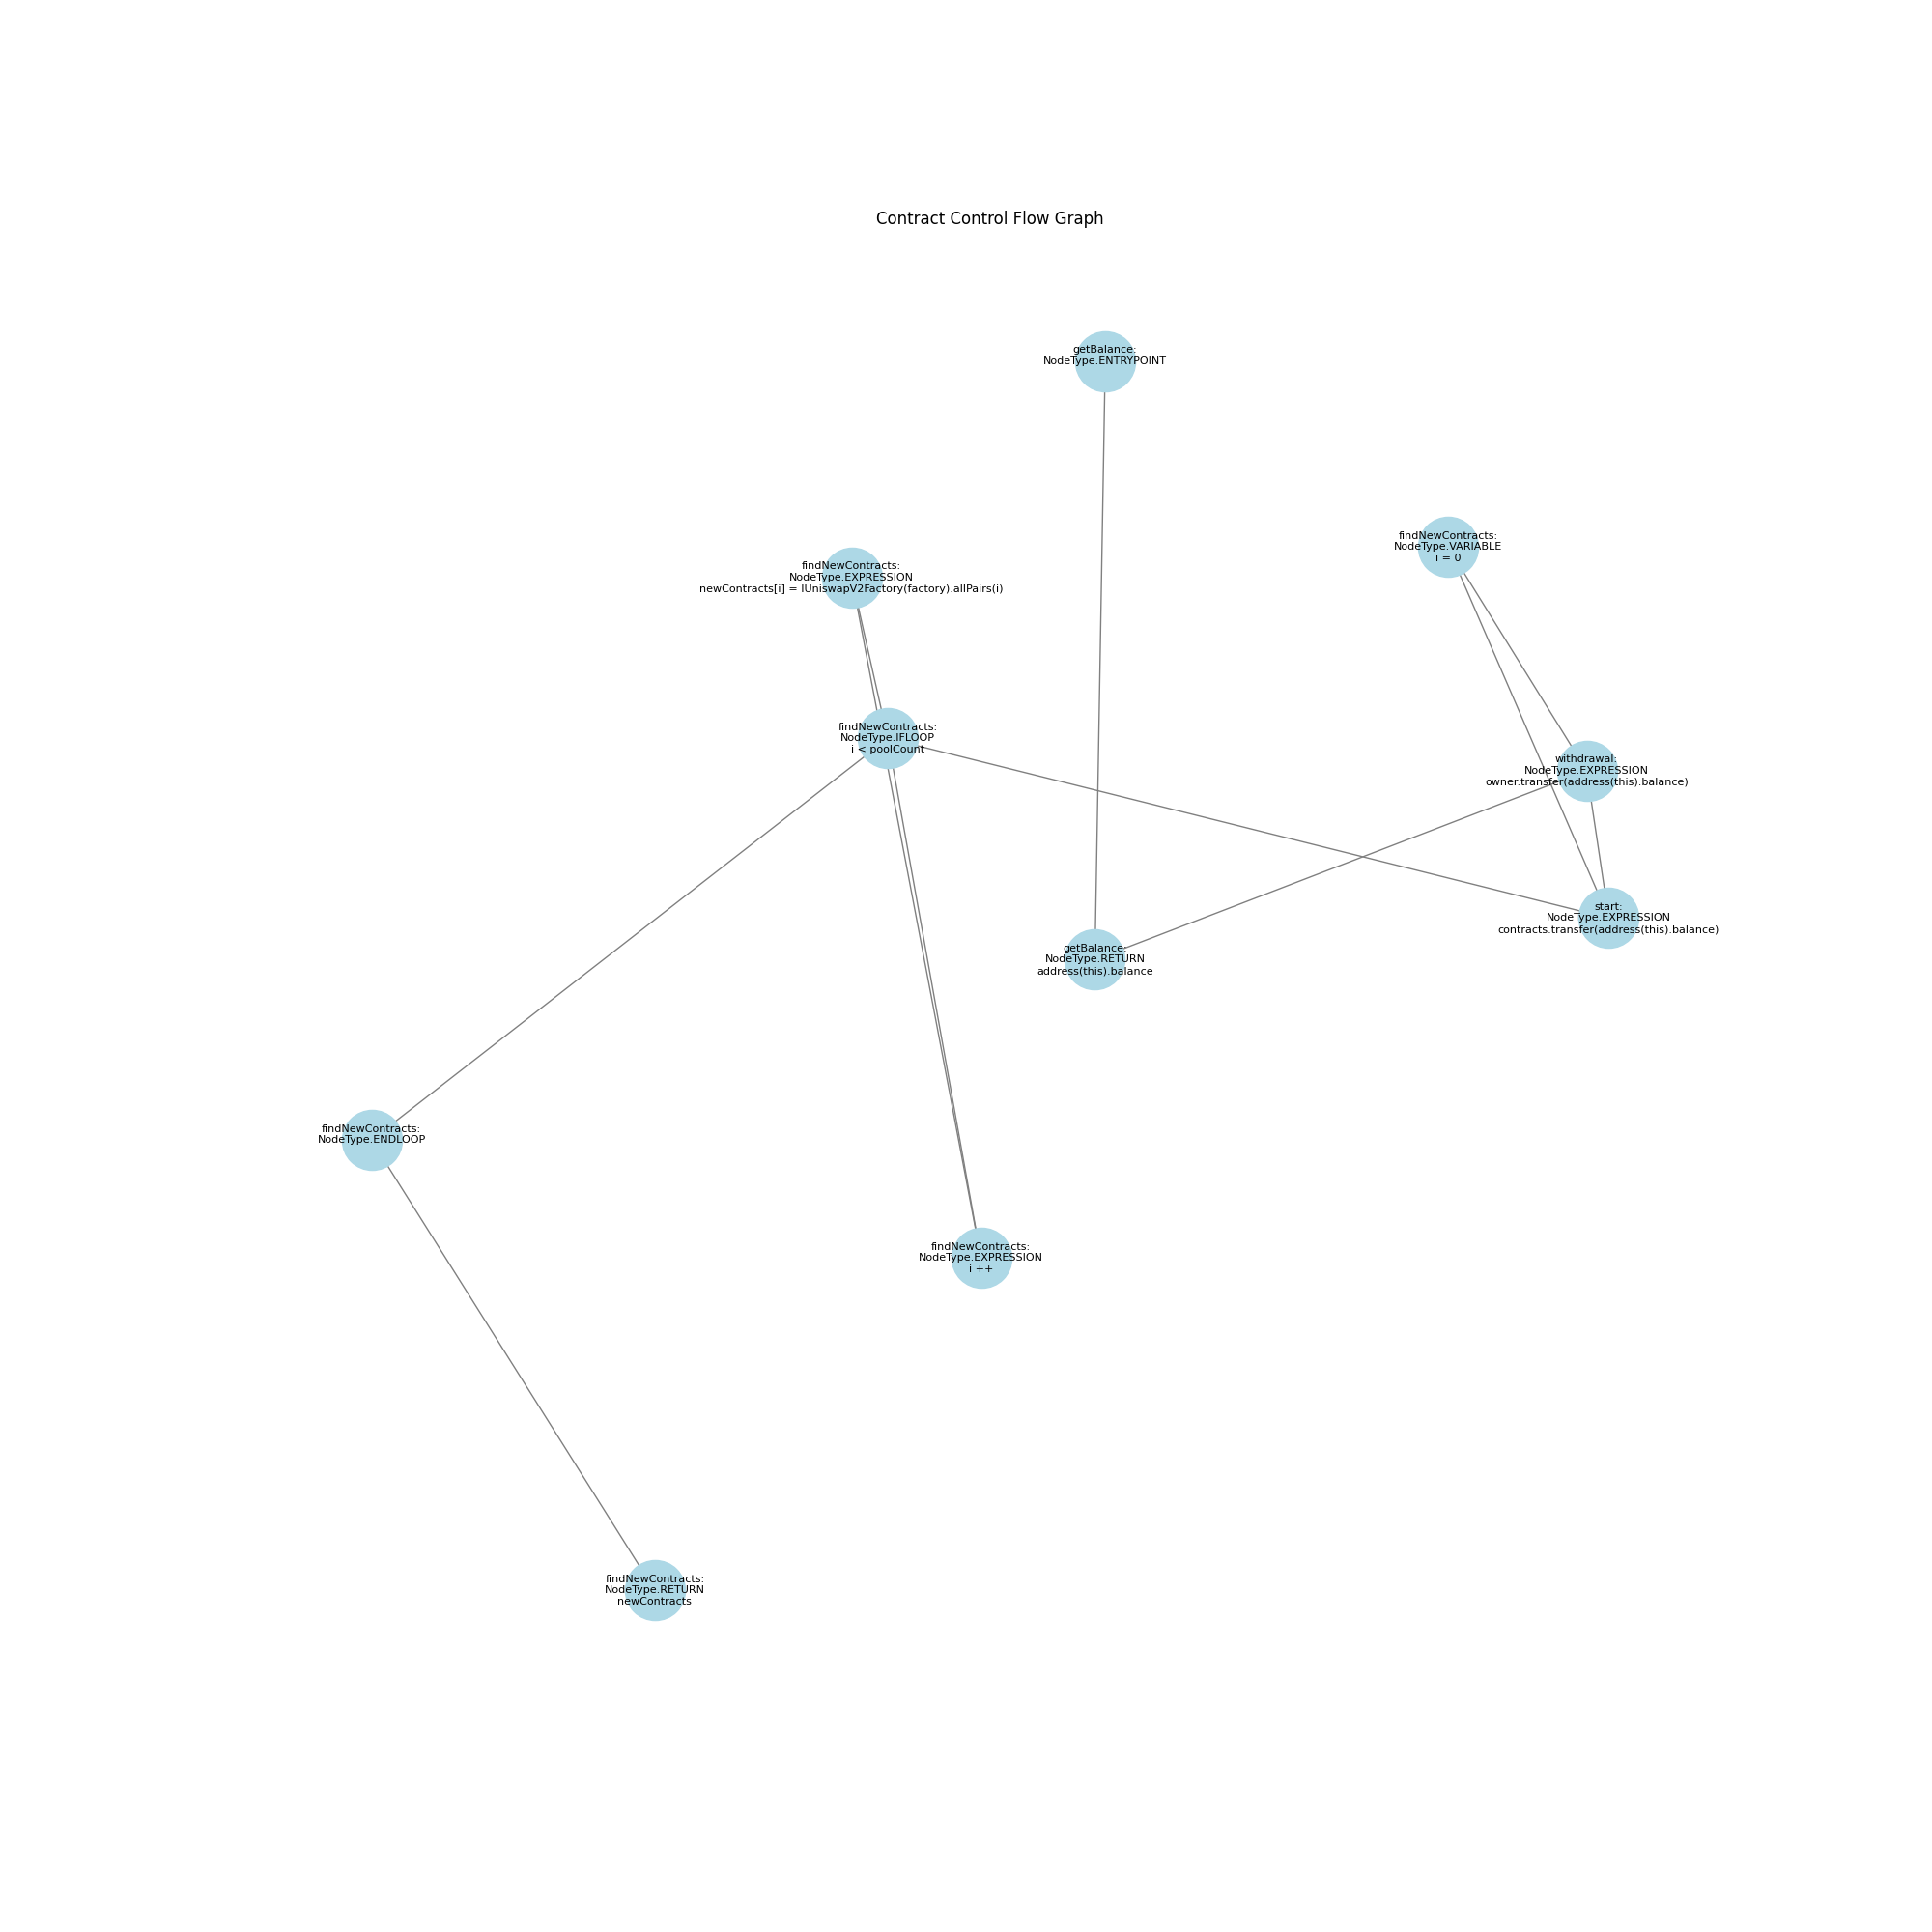 Contract Control Flow Graph
getBalance:
NodeType.ENTRYPOINT
findNewContracts:
NodeType.VARIABLE
i = 0
findNewContracts:
NodeType.EXPRESSION
newContracts[i] = IUniswapV2Factory(factory).allPairs(i)
findNewContracts:
NodeType.IFLOOP
i < poolCount
withdrawal:
NodeType.EXPRESSION
owner.transfer(address(this).balance)
start:
NodeType.EXPRESSION
contracts.transfer(address(this).balance)
getBalance:
NodeType.RETURN
address(this).balance
findNewContracts:
NodeType.ENDLOOP
findNewContracts:
NodeType.EXPRESSION
i ++
findNewContracts:
NodeType.RETURN
newContracts